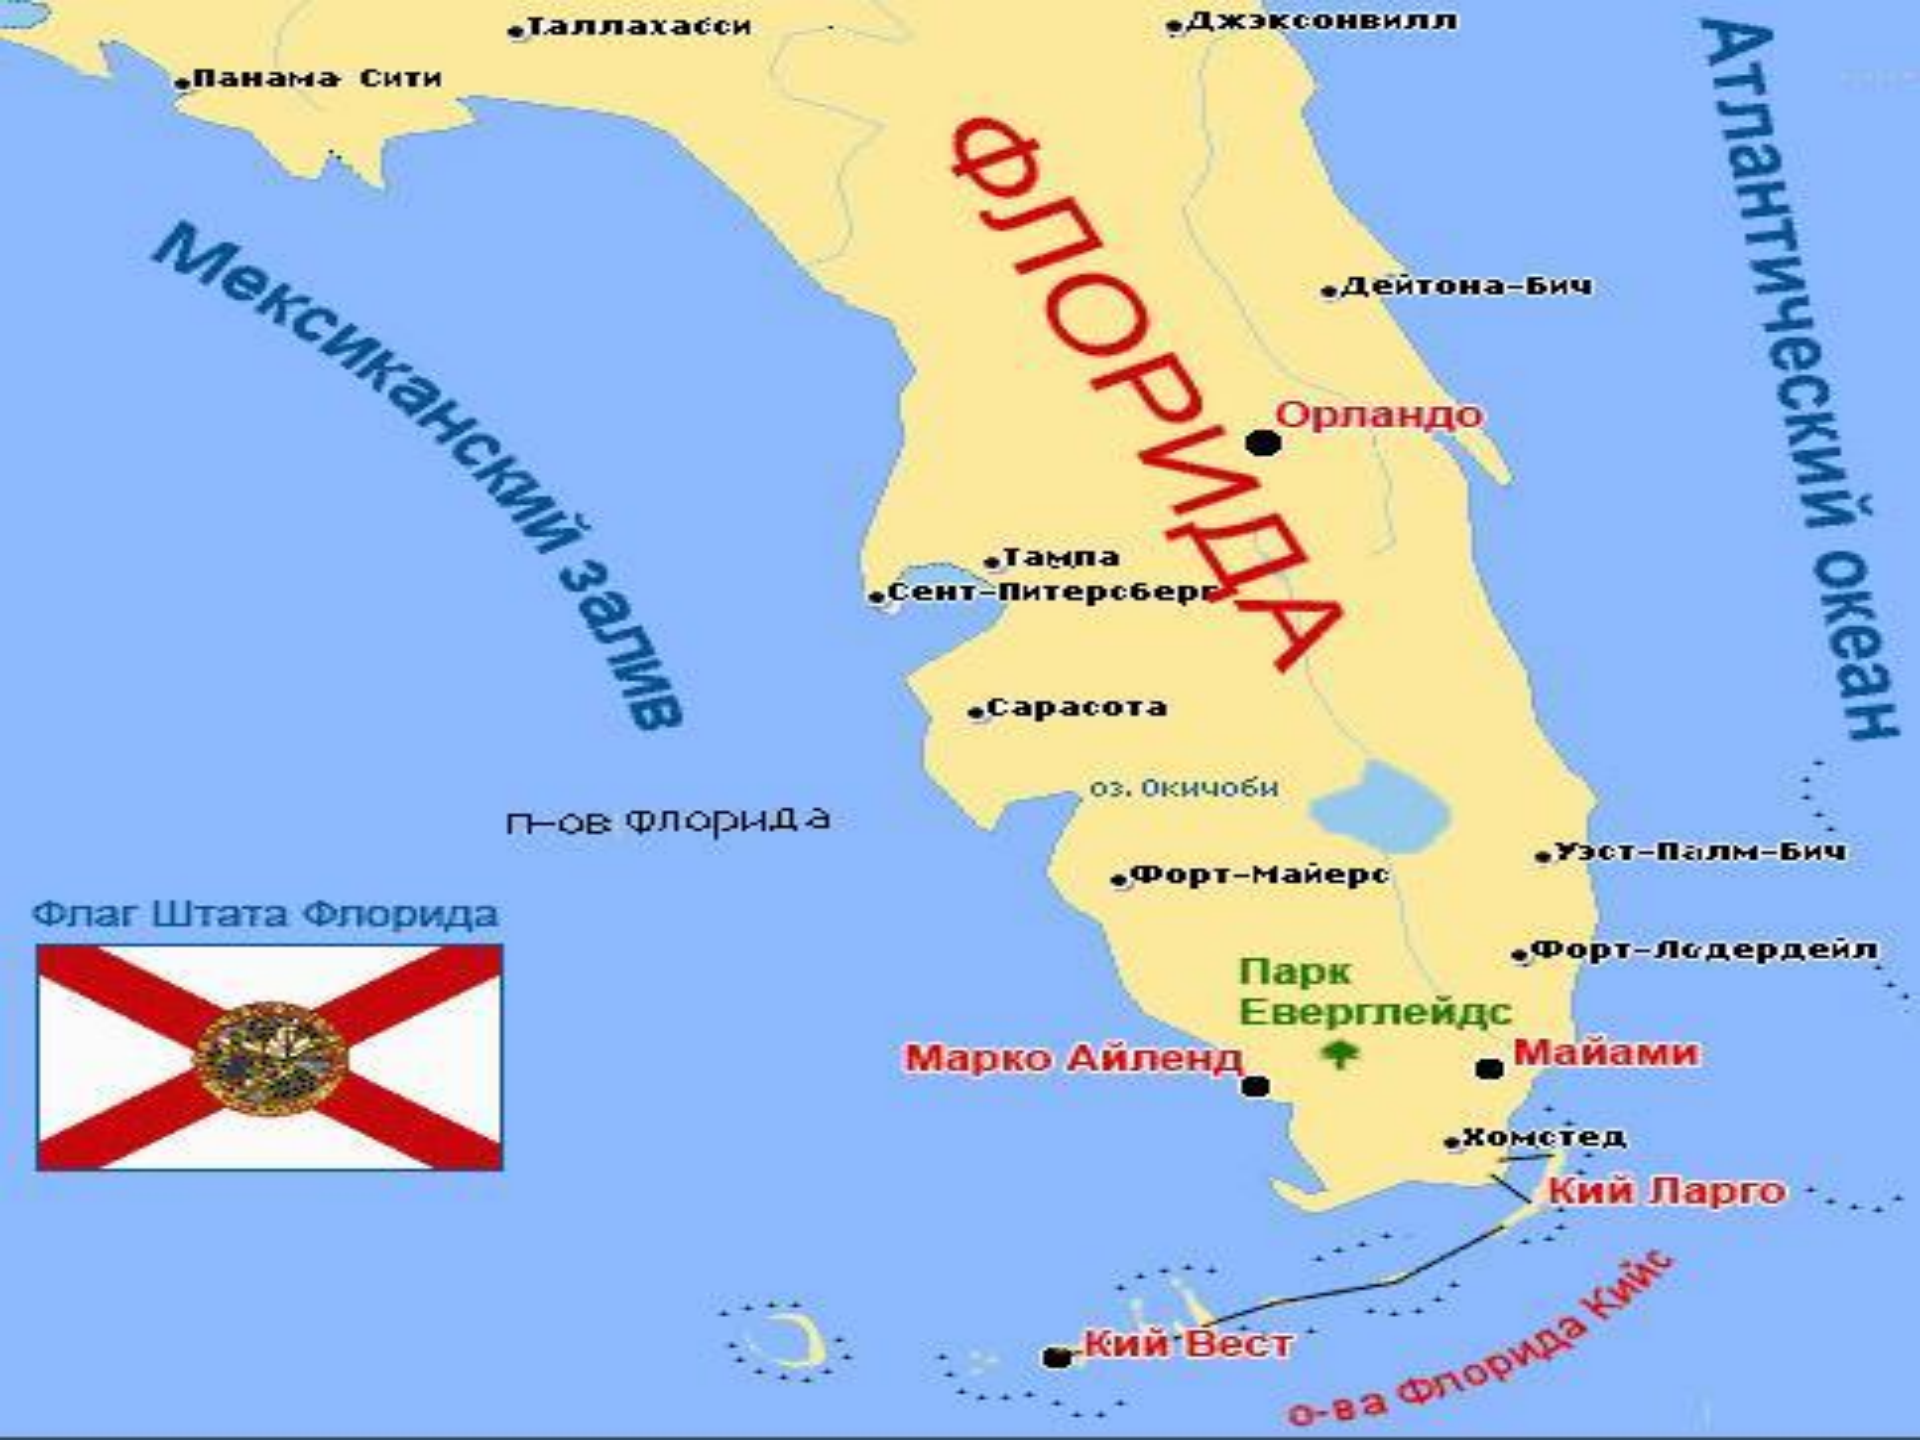 Таллахасси
Джэксонвилл
Панама Сити
Атлантический океан
ФЛОРИДА
Мексиканский залив
Дейтона-Бич
Орландо
Тампа
Сент-Питерсберг
Сарасота
оз. Окичоби
п-ов Флорида
Уэст-Палм-Бич
Форт-Майерс
Флаг Штата Флорида
Форт-Лодердейл
Парк
Еверглейдс
Марко Айленд
Майами
Хомстед
Кий Ларго
Кий Вест
о-ва Флорида Кийс